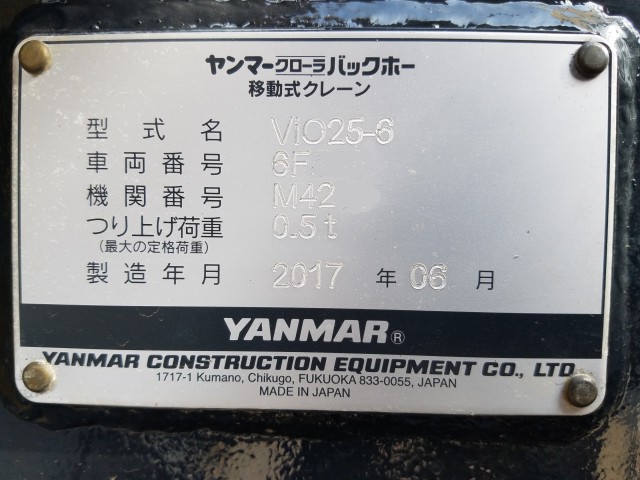 ヤンマークローラバックホー
移動式クレーン
型式名 ViO25-6
車両番号 6F
機関番号 M42
つり上げ荷重 0.5t
(最大の定格荷重)
製造年月 2017 年 06 月
YANMAR®
YANMAR CONSTRUCTION EQUIPMENT CO., LTD.
1717-1 Kumano, Chikugo, FUKUOKA 833-0055, JAPAN
MADE IN JAPAN